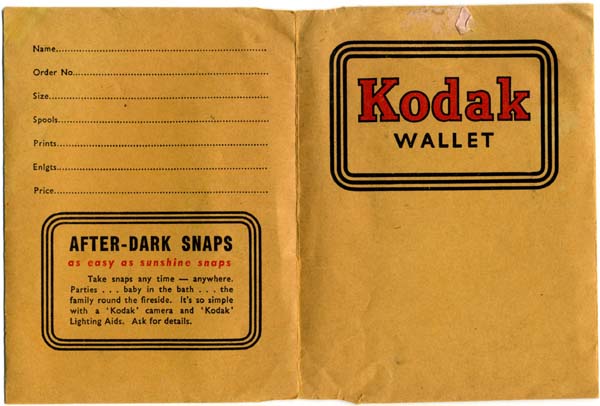 Name
Order No.
Size
Spools
Prints
Enlgts
Price
AFTER-DARK SNAPS
as easy as sunshine snaps
Take snaps any time — anywhere.
Parties . . . baby in the bath . . . the
family round the fireside. It's so simple
with a 'Kodak' camera and 'Kodak'
Lighting Aids. Ask for details.
Kodak
WALLET